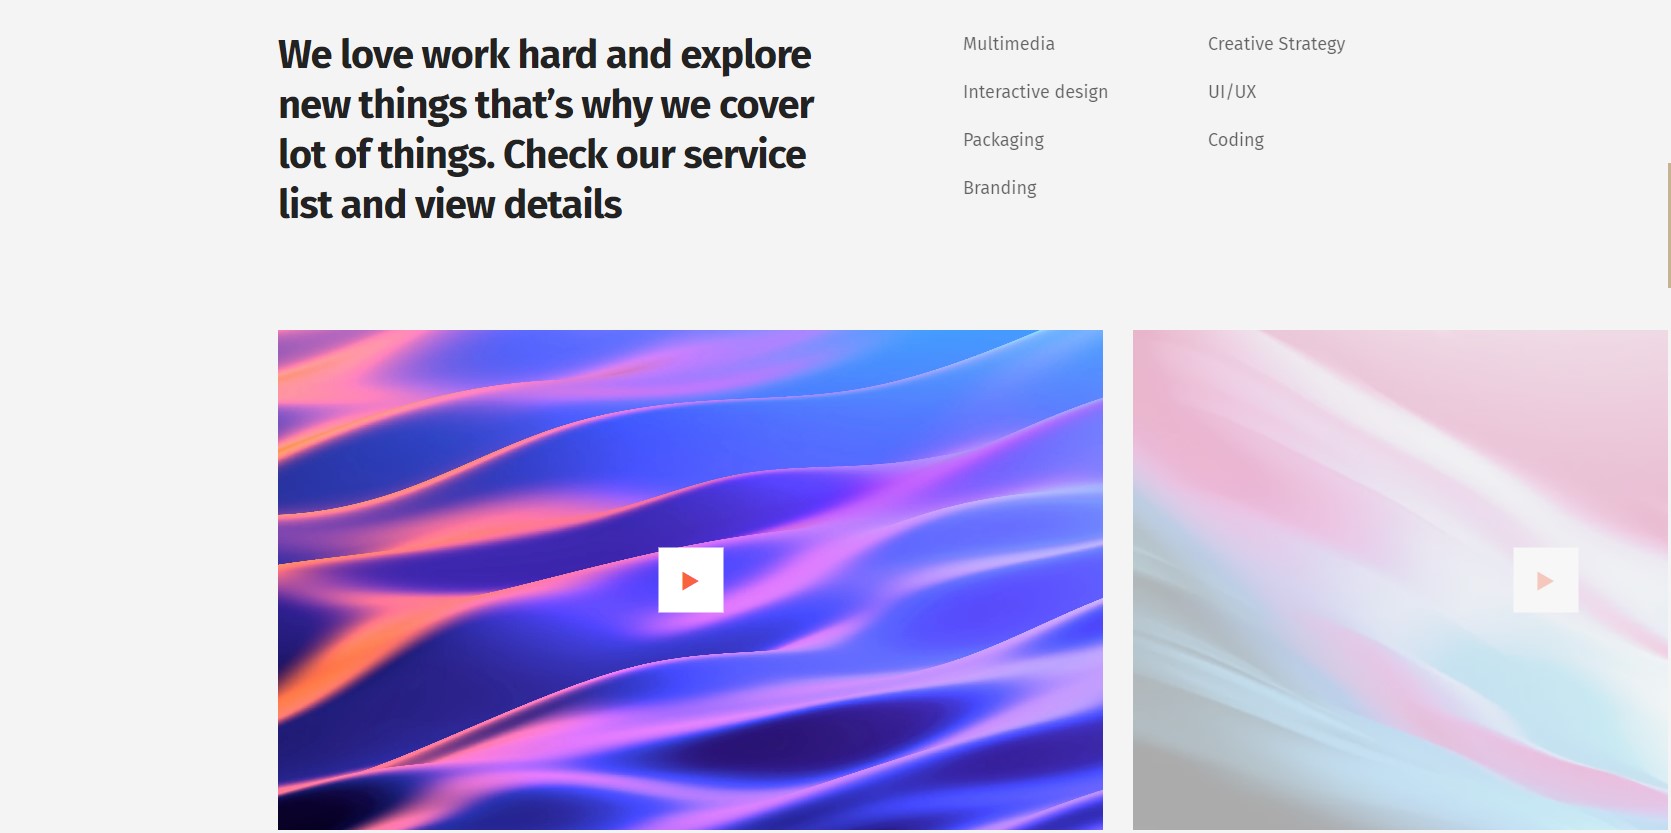 We love work hard and explore
new things that’s why we cover
lot of things. Check our service
list and view details
Multimedia
Interactive design
Packaging
Branding
Creative Strategy
UI/UX
Coding